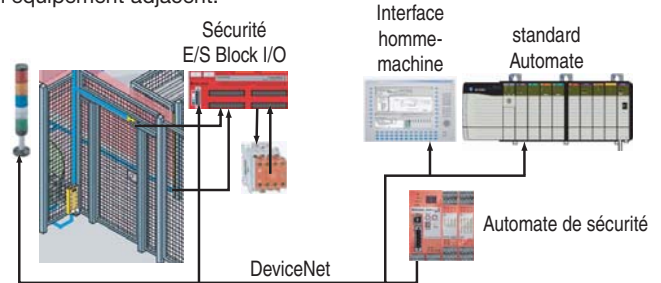 l'équipement adjacent.
Sécurité
E/S Block I/O
Interface
homme-
machine
standard
Automate
Automate de sécurité
DeviceNet